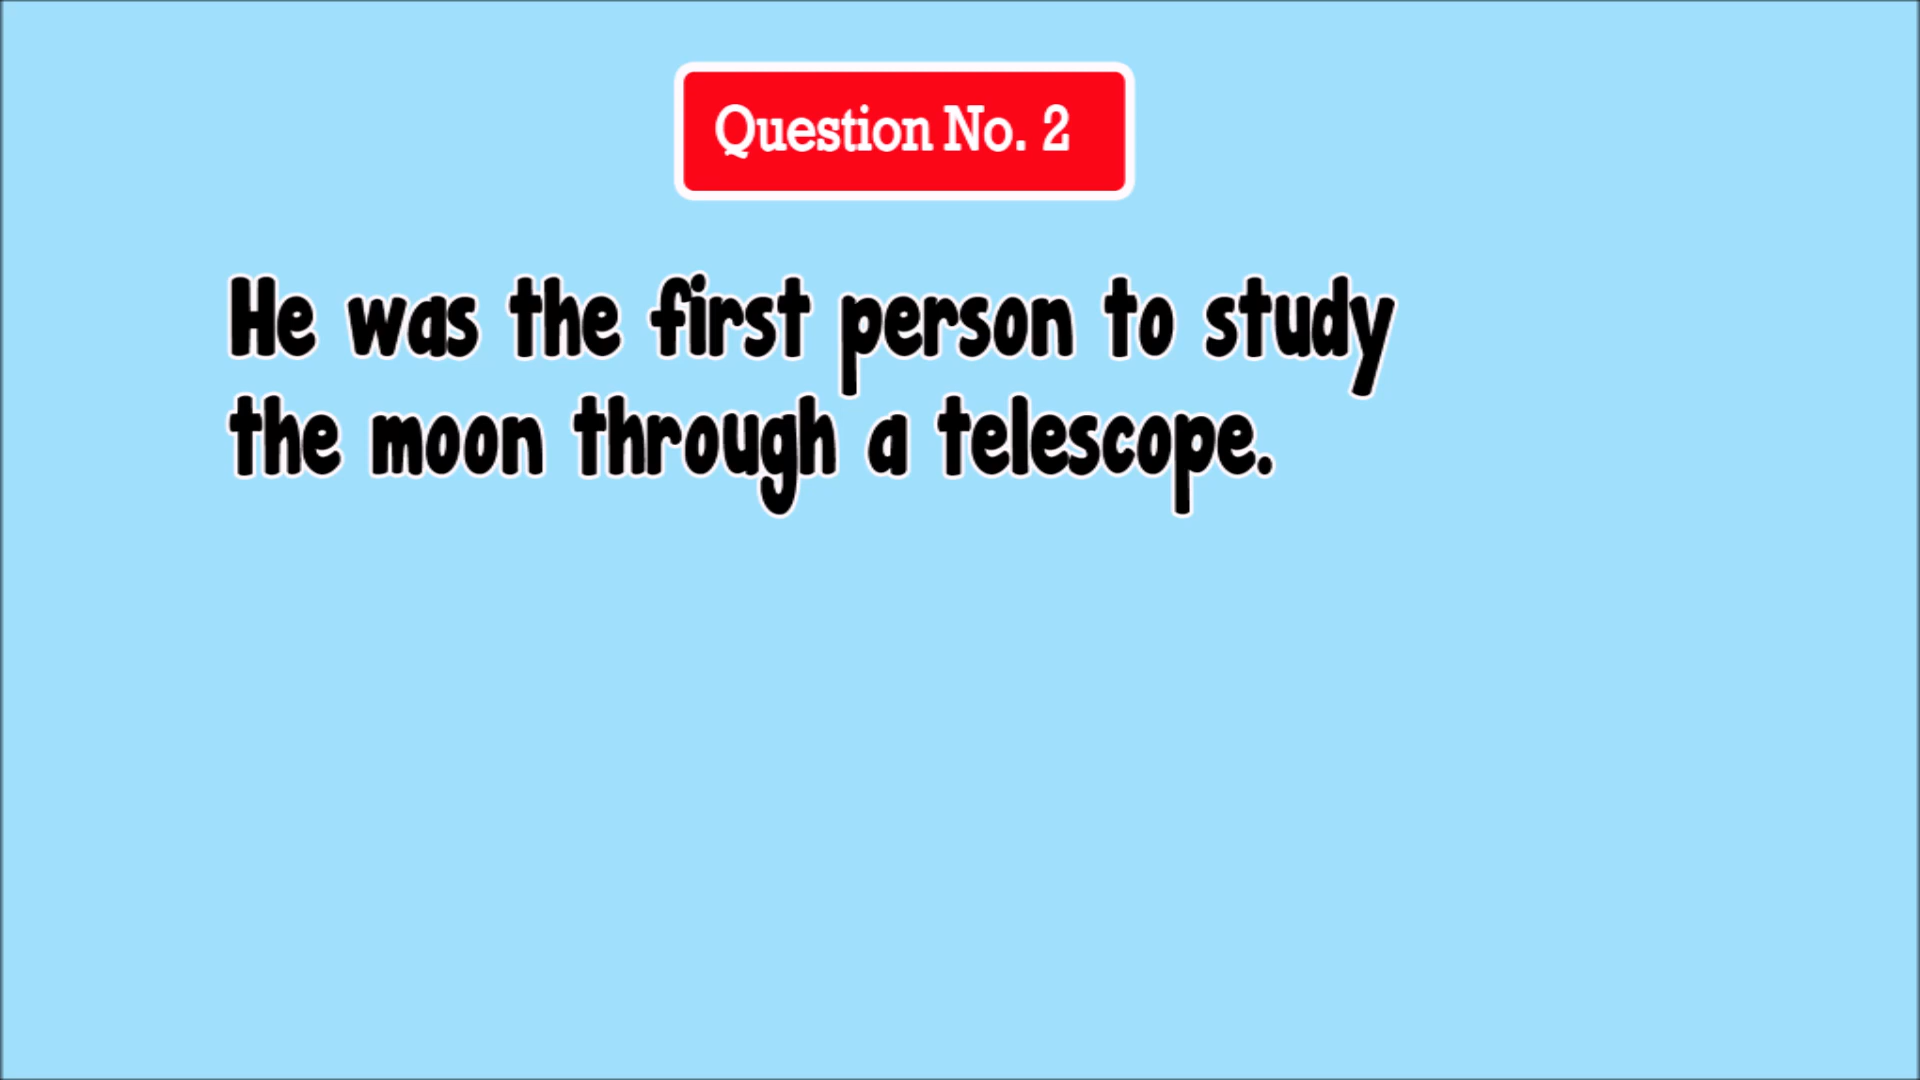 Question No. 2
He was the first person to study
the moon through a telescope.